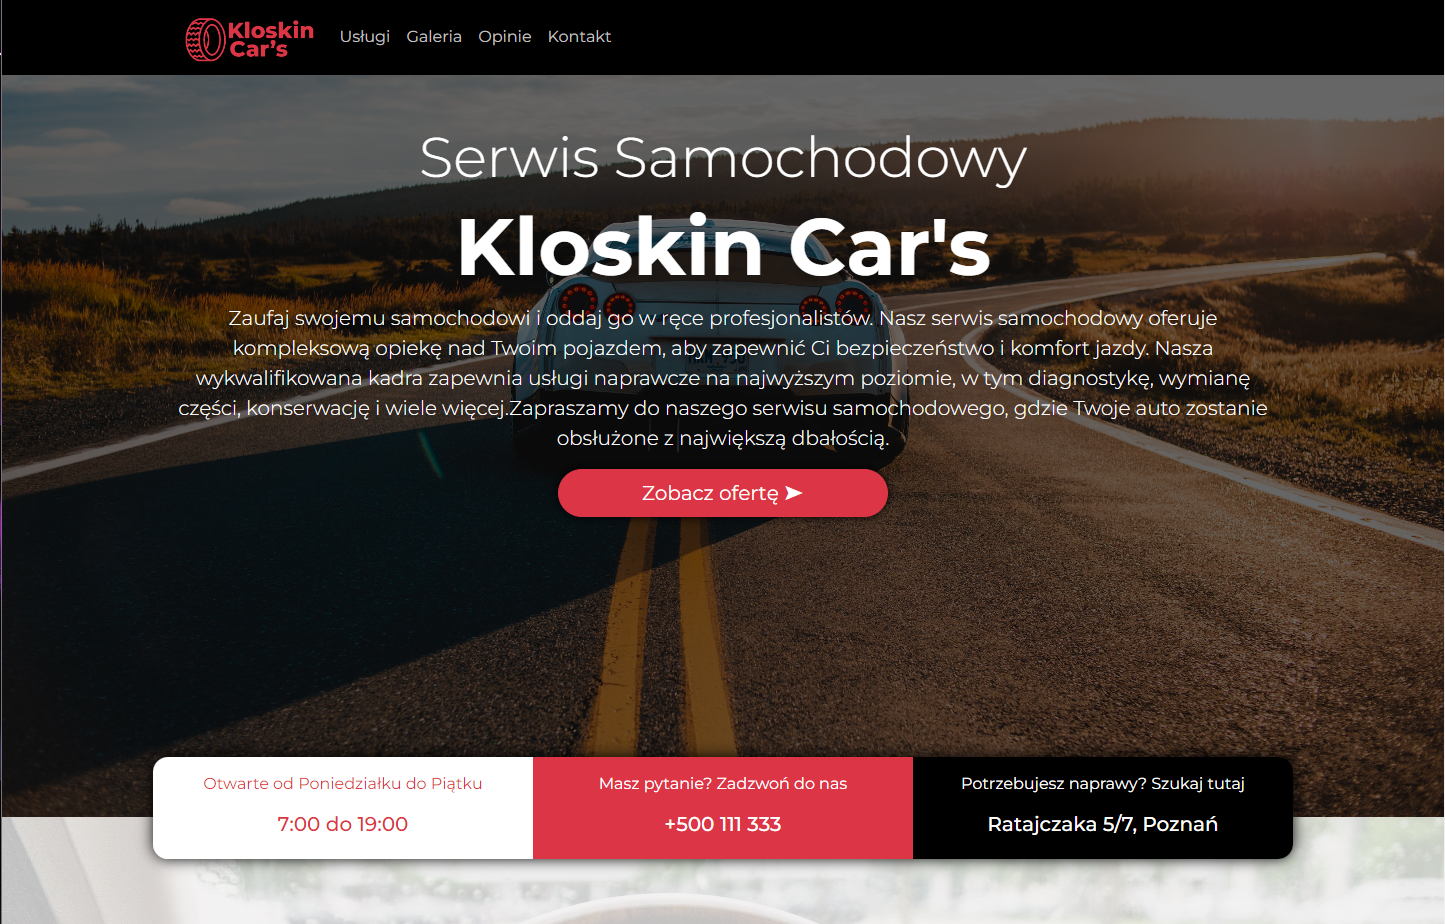 Kloskin
Car's
Usługi Galeria Opinie Kontakt
Serwis Samochodowy
Kloskin Car's
Zaufaj swojemu samochodowi i oddaj go w ręce profesjonalistów. Nasz serwis samochodowy oferuje
kompleksową opiekę nad Twoim pojazdem, aby zapewnić Ci bezpieczeństwo i komfort jazdy. Nasza
wykwalifikowana kadra zapewnia usługi naprawcze na najwyższym poziomie, w tym diagnostykę, wymianę
części, konserwację i wiele więcej.Zapraszamy do naszego serwisu samochodowego, gdzie Twoje auto zostanie
obsłużone z największą dbałością.
Zobacz ofertę ➤
Otwarte od Poniedziałku do Piątku
7:00 do 19:00
Masz pytanie? Zadzwoń do nas
+500 111 333
Potrzebujesz naprawy? Szukaj tutaj
Ratajczaka 5/7, Poznań